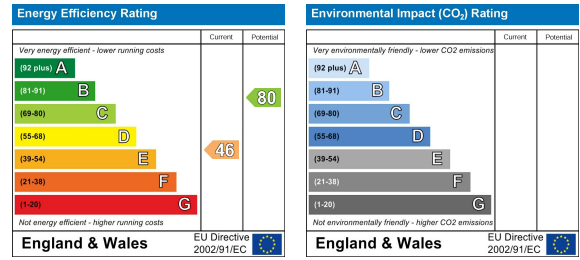 Energy Efficiency Rating
Current Potential
Very energy efficient - lower running costs
(92 plus) A
(81-91) B
(69-80) C
(55-68) D
(39-54) E
(21-38) F
(1-20) G
46
80
Not energy efficient - higher running costs
England & Wales
EU Directive
2002/91/EC
Environmental Impact (CO2) Rating
Current Potential
Very environmentally friendly - lower CO2 emissions
(92 plus) A
(81-91) B
(69-80) C
(55-68) D
(39-54) E
(21-38) F
(1-20) G
Not environmentally friendly - higher CO2 emissions
England & Wales
EU Directive
2002/91/EC